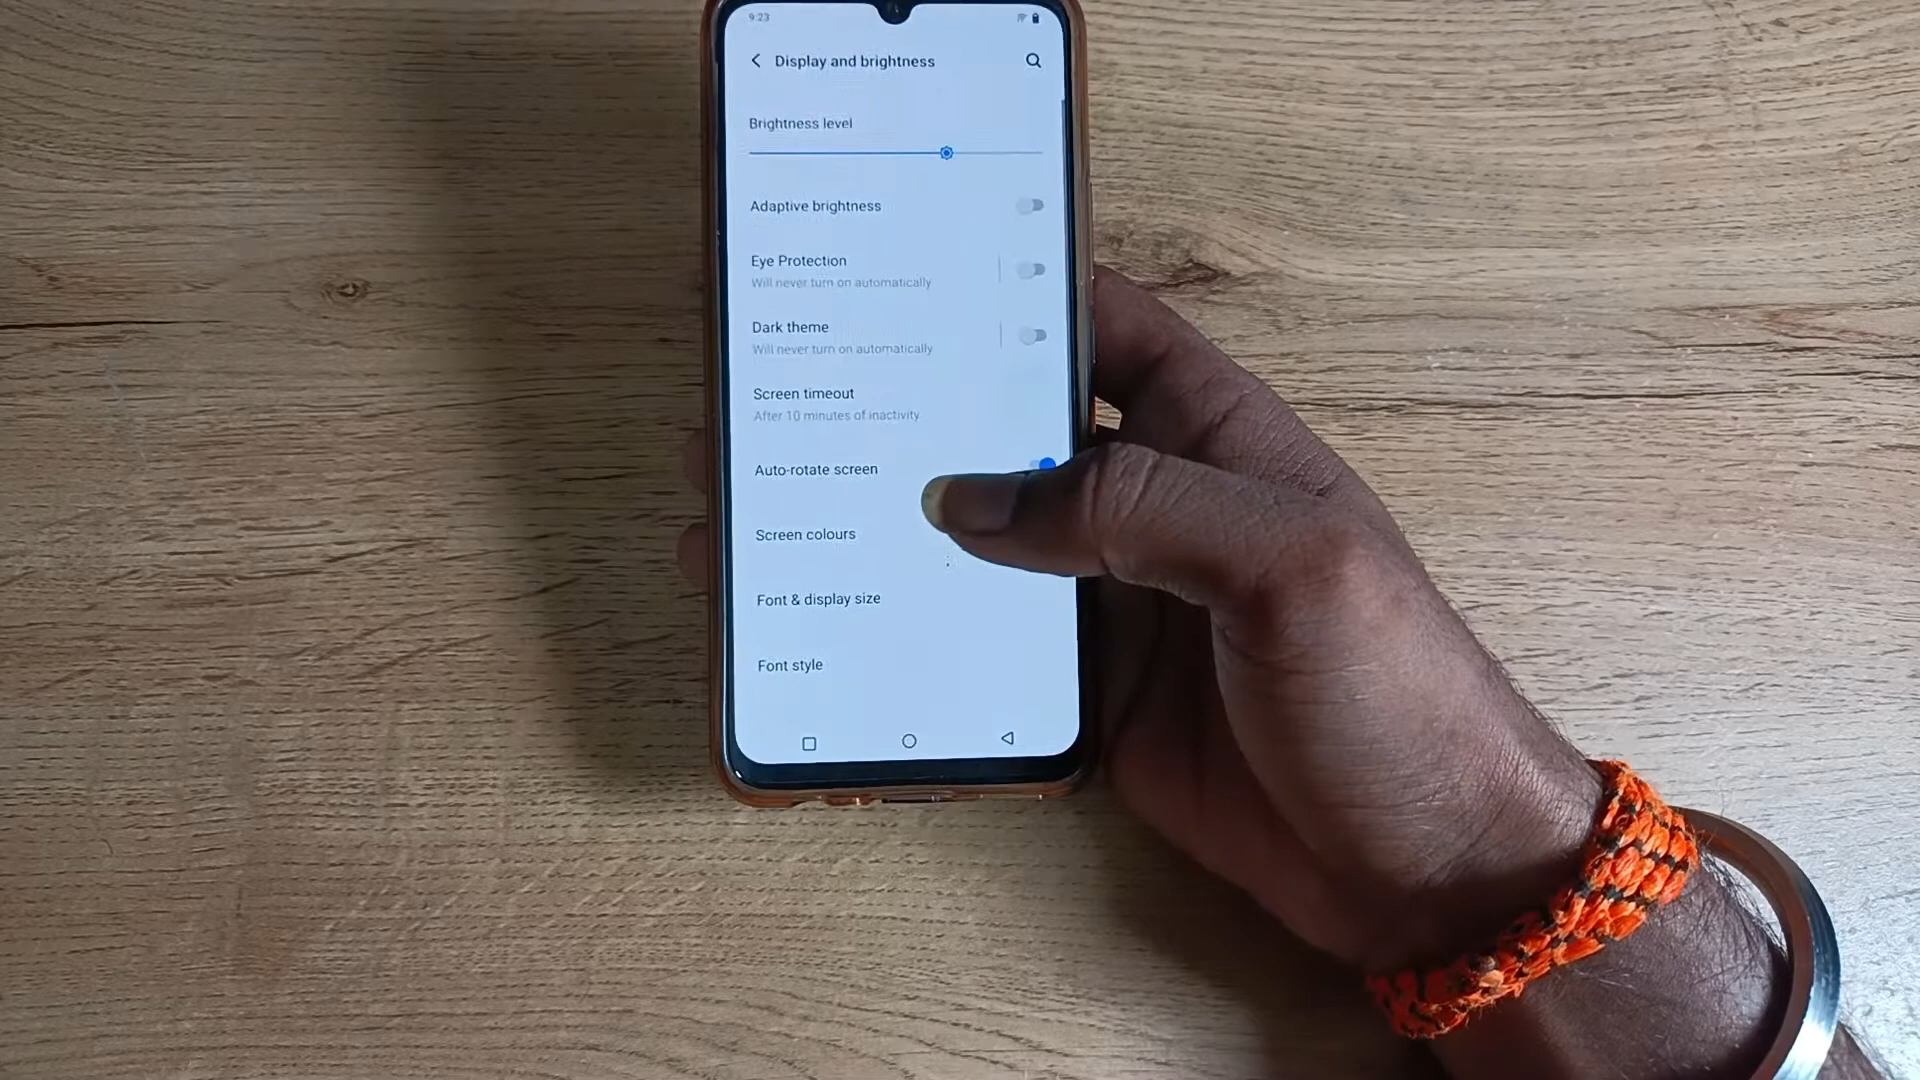 9:23
Display and brightness
Brightness level
Adaptive brightness
Eye Protection
Will never turn on automatically
Dark theme
Will never turn on automatically
Screen timeout
After 10 minutes of inactivity
Auto-rotate screen
Screen colours
Font & display size
Font style